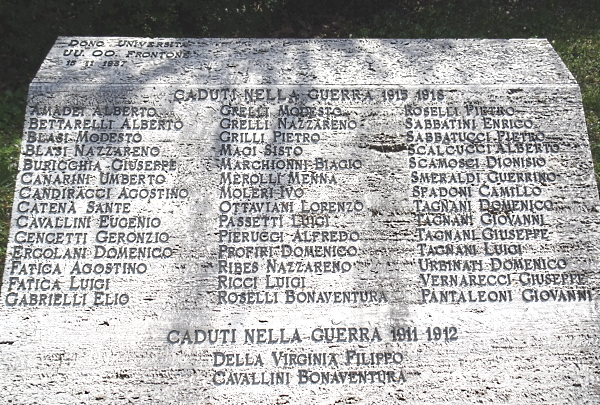 Dono Università
UU. OO. Frontone
15 11 1987
CADUTI NELLA GUERRA 1915 1918
Amadei Alberto
Bettarelli Alberto
Blasi Modesto
Blasi Nazzareno
Buricchia Giuseppe
Canarini Umberto
Candiracci Agostino
Catena Sante
Cavallini Eugenio
Cencetti Geronzio
Ercolani Domenico
Fatica Agostino
Fatica Luigi
Gabrielli Elio
Grelli Modesto
Grelli Nazzareno
Grilli Pietro
Magi Sisto
Marchionni Biagio
Merolli Menna
Moleri Ivo
Ottaviani Lorenzo
Passetti Luigi
Pierucci Alfredo
Profiri Domenico
Ribes Nazzareno
Ricci Luigi
Roselli Bonaventura
Roselli Pietro
Sabbatini Enrico
Sabbatucci Pietro
Scalcucci Alberto
Scamosci Dionisio
Smeraldi Guerrino
Spadoni Camillo
Tagnani Domenico
Tagnani Giovanni
Tagnani Giuseppe
Tagnani Luigi
Urbinati Domenico
Vernarecci Giuseppe
Pantaleoni Giovanni
CADUTI NELLA GUERRA 1911 1912
Della Virginia Filippo
Cavallini Bonaventura